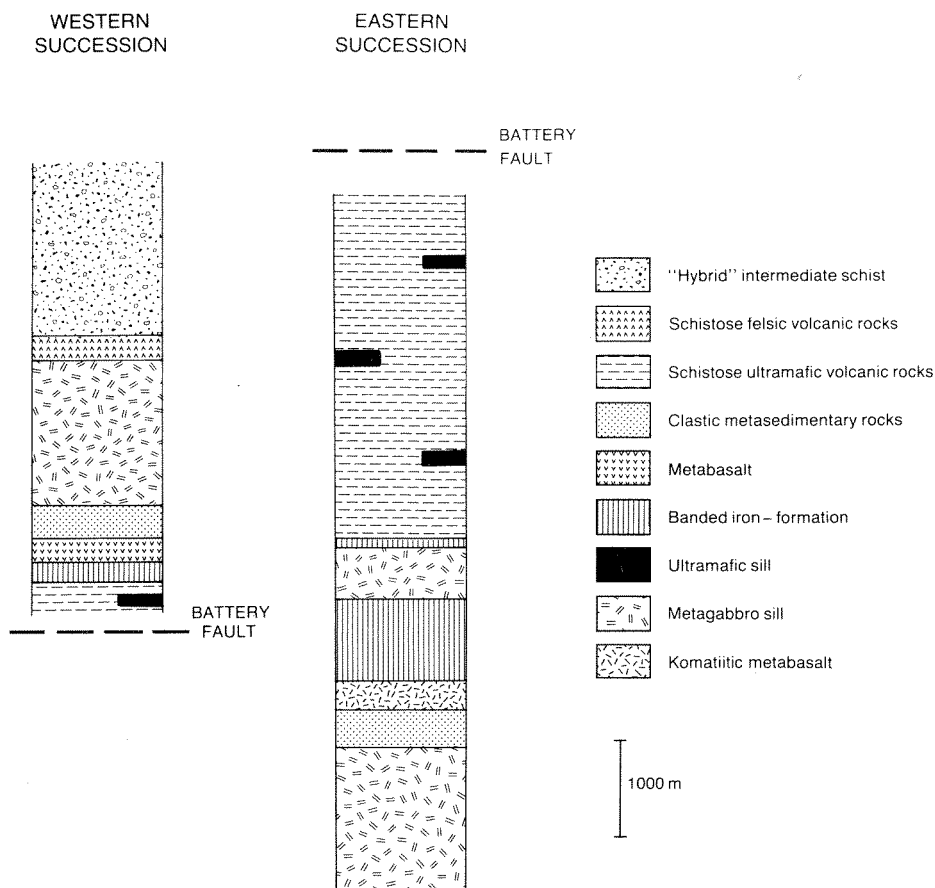 WESTERN
SUCCESSION
EASTERN
SUCCESSION
BATTERY
FAULT
BATTERY
FAULT
"Hybrid" intermediate schist
Schistose felsic volcanic rocks
Schistose ultramafic volcanic rocks
Clastic metasedimentary rocks
Metabasalt
Banded iron – formation
Ultramafic sill
Metagabbro sill
Komatiitic metabasalt
1000 m